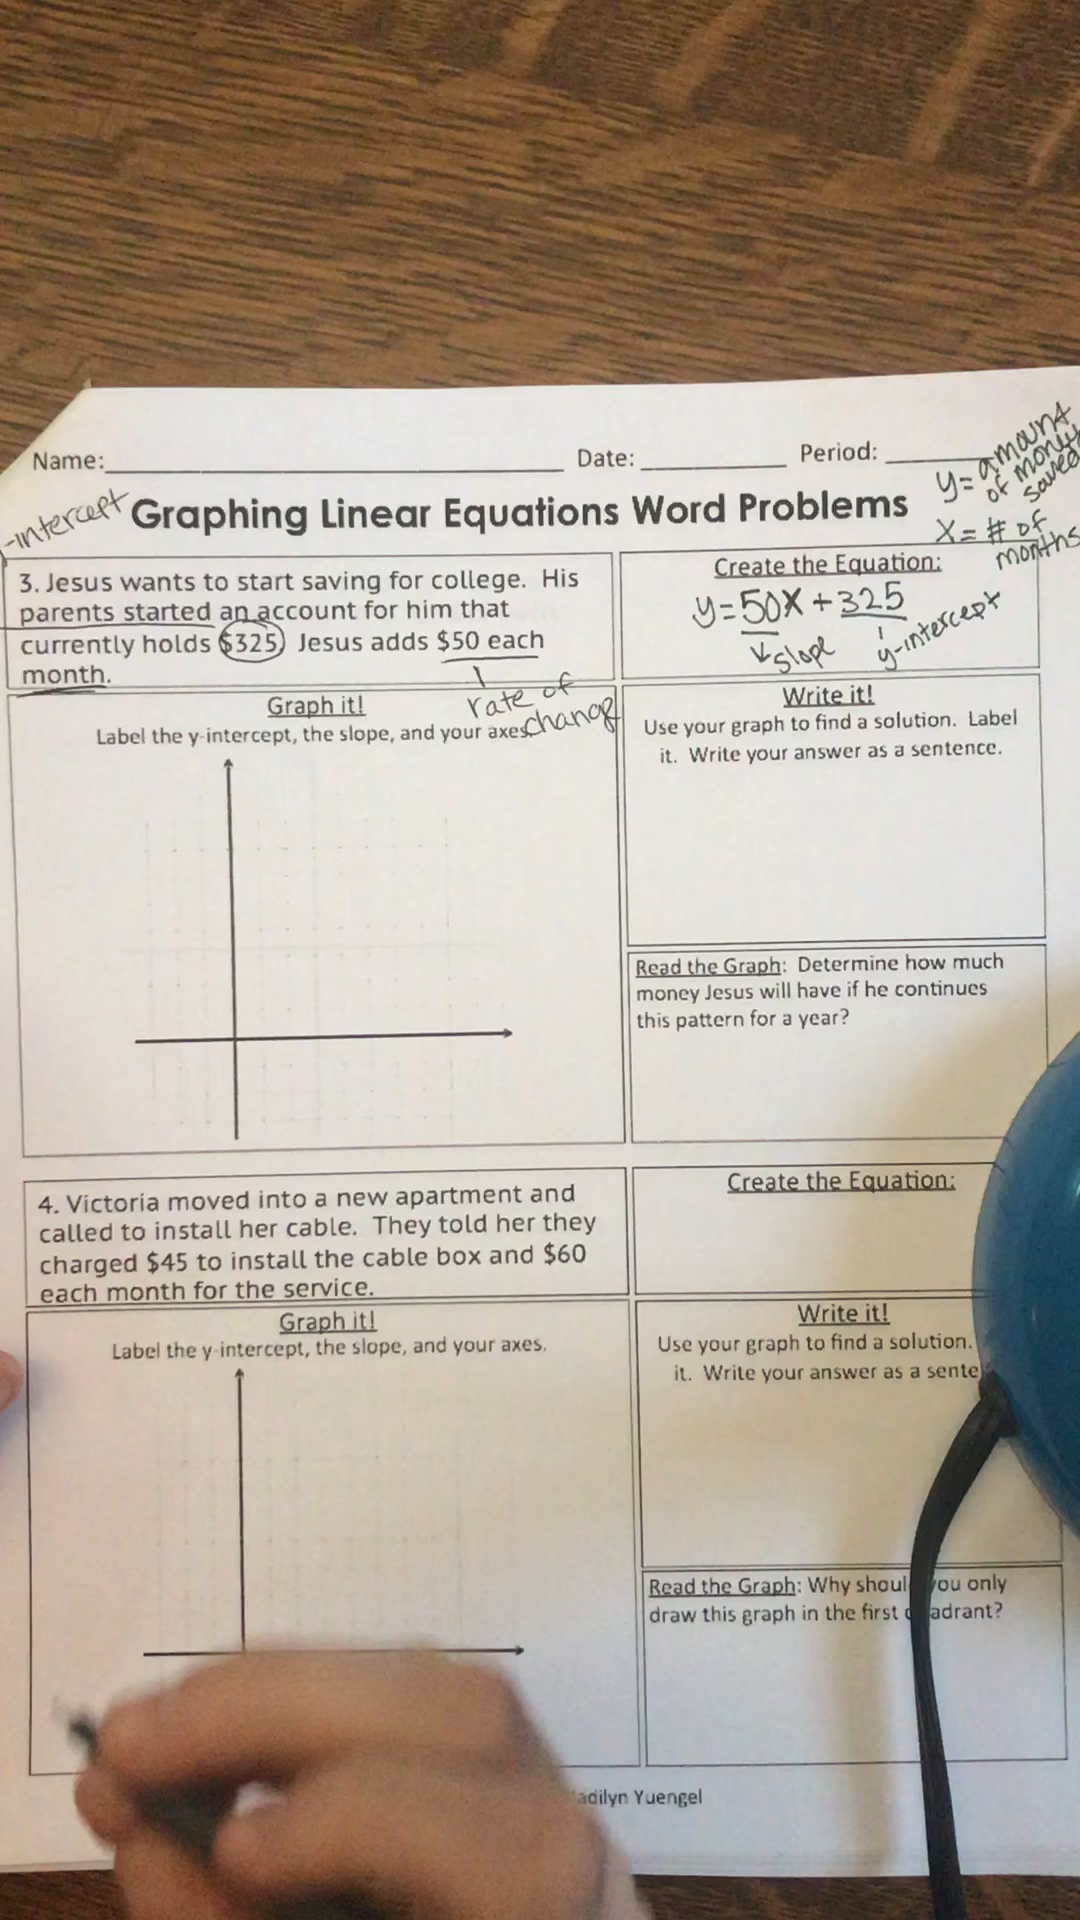 Name: Date: Period:
y= amount
of money
saved
x= # of
months
-intercept
Graphing Linear Equations Word Problems
3. Jesus wants to start saving for college. His
parents started an account for him that
currently holds $325. Jesus adds $50 each
month.
rate of
change
Create the Equation:
y=50x+325
slope
y-intercept
Graph it!
Label the y-intercept, the slope, and your axes.
Write it!
Use your graph to find a solution. Label
it. Write your answer as a sentence.
Read the Graph: Determine how much
money Jesus will have if he continues
this pattern for a year?
4. Victoria moved into a new apartment and
called to install her cable. They told her they
charged $45 to install the cable box and $60
each month for the service.
Create the Equation:
Graph it!
Label the y-intercept, the slope, and your axes.
Write it!
Use your graph to find a solution.
it. Write your answer as a sente
Read the Graph: Why shoul you only
draw this graph in the first quadrant?
adilyn Yuengel